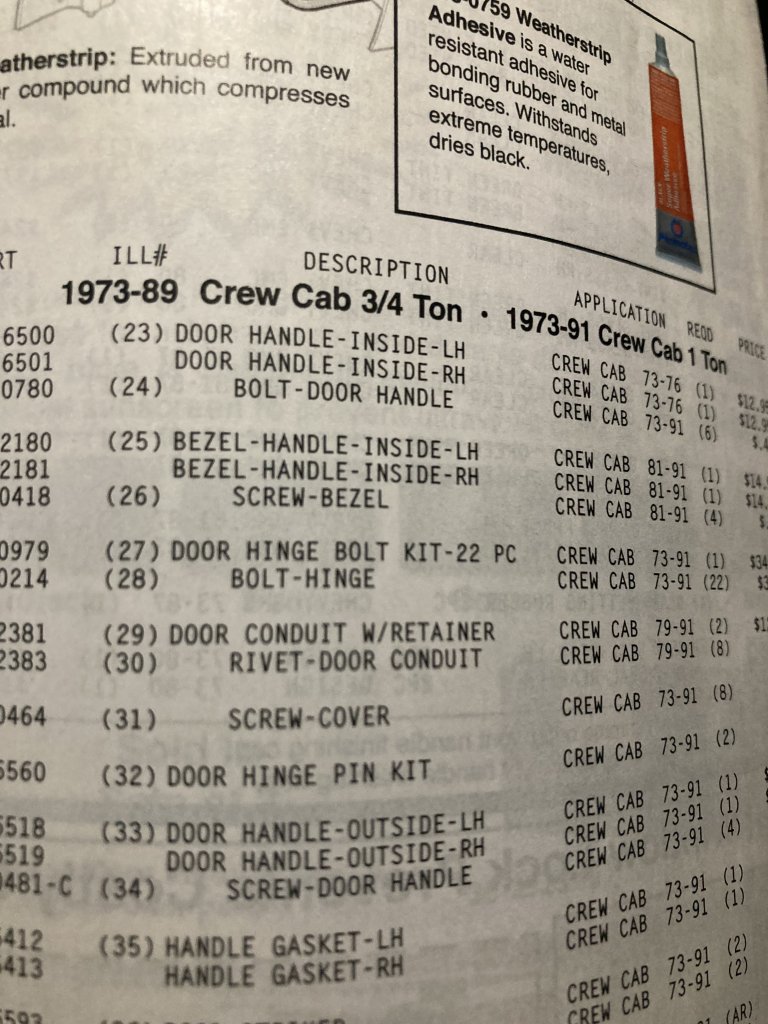 -0759 Weatherstrip
Adhesive is a water
resistant adhesive for
bonding rubber and metal
surfaces. Withstands
extreme temperatures,
dries black.
atherstrip: Extruded from new
r compound which compresses
al.
RT ILL# DESCRIPTION APPLICATION REQD PRICE
1973-89 Crew Cab 3/4 Ton • 1973-91 Crew Cab 1 Ton
6500 (23) DOOR HANDLE-INSIDE-LH CREW CAB 73-76 (1) $12.95
6501 DOOR HANDLE-INSIDE-RH CREW CAB 73-76 (1) $12.95
0780 (24) BOLT-DOOR HANDLE CREW CAB 73-91 (6) $.4
2180 (25) BEZEL-HANDLE-INSIDE-LH CREW CAB 81-91 (1) $14.
2181 BEZEL-HANDLE-INSIDE-RH CREW CAB 81-91 (1) $14.
0418 (26) SCREW-BEZEL CREW CAB 81-91 (4) $.
0979 (27) DOOR HINGE BOLT KIT-22 PC CREW CAB 73-91 (1) $34
0214 (28) BOLT-HINGE CREW CAB 73-91 (22) $3
2381 (29) DOOR CONDUIT W/RETAINER CREW CAB 79-91 (2) $1
2383 (30) RIVET-DOOR CONDUIT CREW CAB 79-91 (8)
0464 (31) SCREW-COVER CREW CAB 73-91 (8)
5560 (32) DOOR HINGE PIN KIT CREW CAB 73-91 (2)
5518 (33) DOOR HANDLE-OUTSIDE-LH CREW CAB 73-91 (1) $
5519 DOOR HANDLE-OUTSIDE-RH CREW CAB 73-91 (1) $
0481-C (34) SCREW-DOOR HANDLE CREW CAB 73-91 (4)
5412 (35) HANDLE GASKET-LH CREW CAB 73-91 (1)
5413 HANDLE GASKET-RH CREW CAB 73-91 (1)
5593 CREW CAB 73-91 (2)
CREW CAB 73-91 (2)
91 (AR)